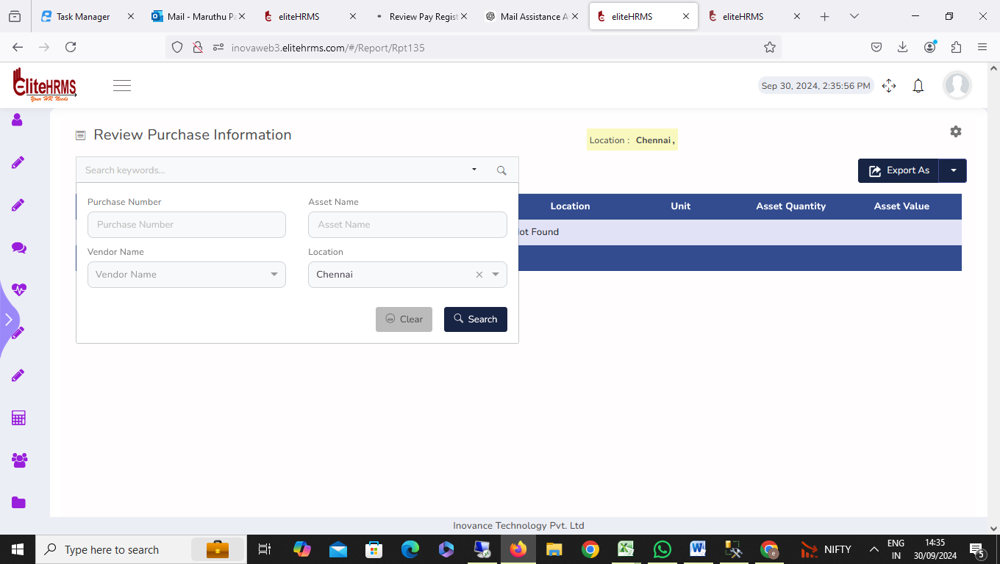 Task Manager
Mail - Maruthu Pa
eliteHRMS
Review Pay Regist
Mail Assistance A
eliteHRMS
eliteHRMS
inovaweb3.elitehrms.com/#/Report/Rpt135
EliteHRMS
Your HR Needs
Sep 30, 2024, 2:35:56 PM
Review Purchase Information
Location : Chennai ,
Search keywords...
Export As
Purchase Number
Asset Name
Location
Unit
Asset Quantity
Asset Value
Purchase Number
Asset Name
ot Found
Vendor Name
Location
Vendor Name
Chennai
Clear
Search
Inovance Technology Pvt. Ltd
Type here to search
NIFTY
ENG
IN
14:35
30/09/2024
5